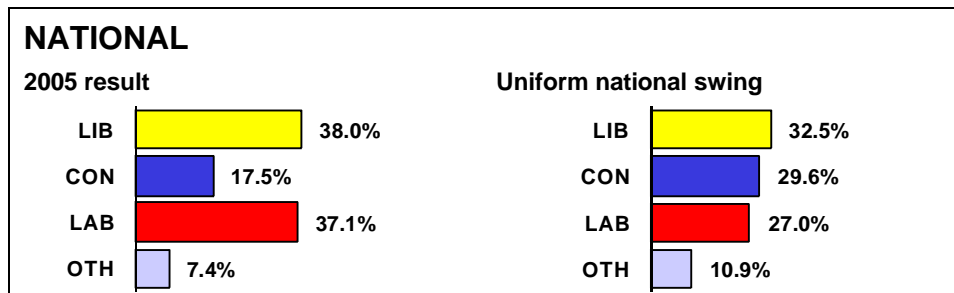 NATIONAL
2005 result
LIB 38.0%
CON 17.5%
LAB 37.1%
OTH 7.4%
Uniform national swing
LIB 32.5%
CON 29.6%
LAB 27.0%
OTH 10.9%